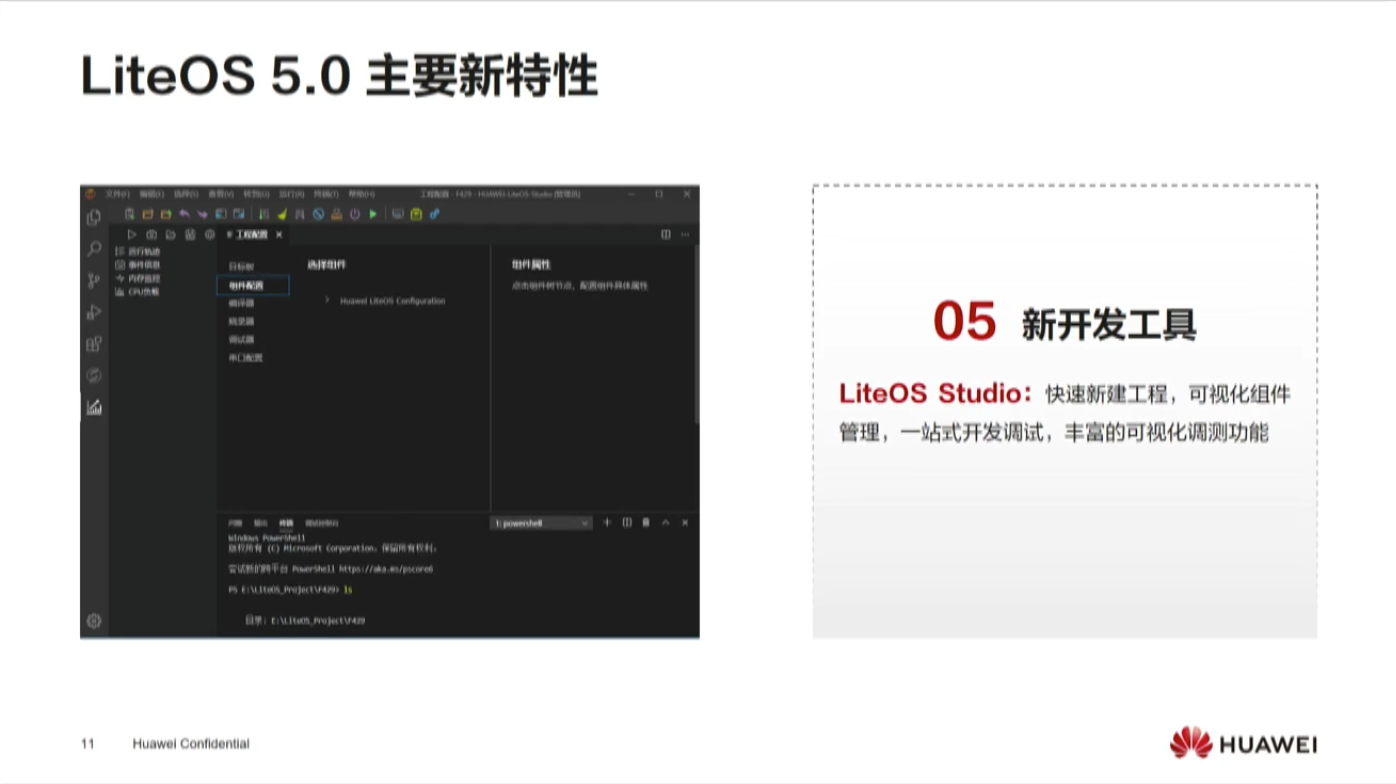 LiteOS 5.0 主要新特性
文件(F) 编辑(E) 选择(S) 查看(V) 转到(G) 运行(R) 终端(T) 帮助(H) 工程配置 - F429 - HUAWEI-LiteOS-Studio [管理员]
工程配置
运行轨迹
事件信息
内存监控
CPU负载
目标板
组件配置
编译器
烧录器
调试器
串口配置
选择组件
Huawei LiteOS Configuration
组件属性
点击组件树节点，配置组件具体属性
问题 输出 终端 调试控制台 1: powershell
Windows PowerShell
版权所有 (C) Microsoft Corporation。保留所有权利。
尝试新的跨平台 PowerShell https://aka.ms/pscore6
PS E:\LiteOS_Project\F429> ls
目录: E:\LiteOS_Project\F429
05 新开发工具
LiteOS Studio：快速新建工程，可视化组件
管理，一站式开发调试，丰富的可视化调测功能
11 Huawei Confidential
HUAWEI